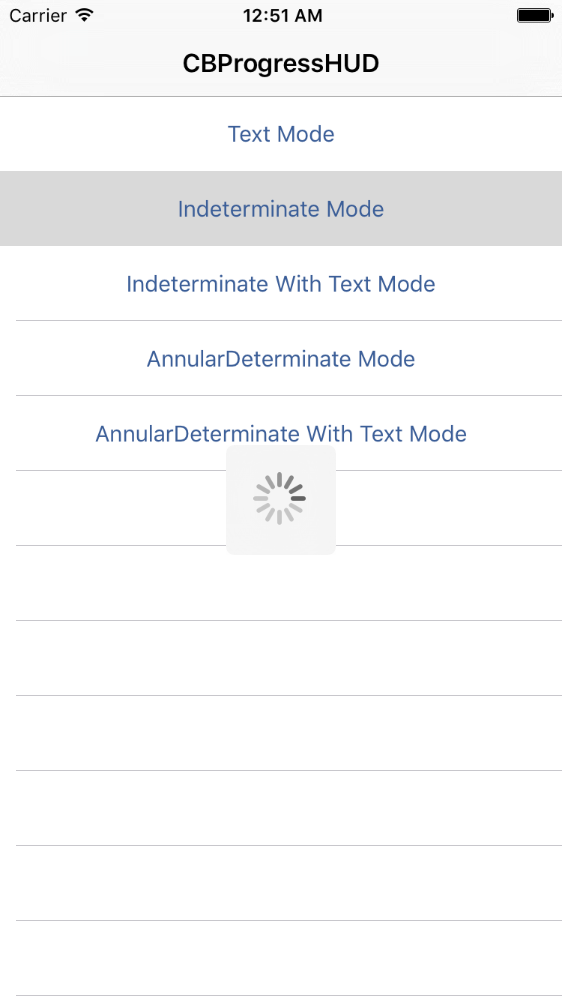 Carrier 12:51 AM
CBProgressHUD
Text Mode
Indeterminate Mode
Indeterminate With Text Mode
AnnularDeterminate Mode
AnnularDeterminate With Text Mode